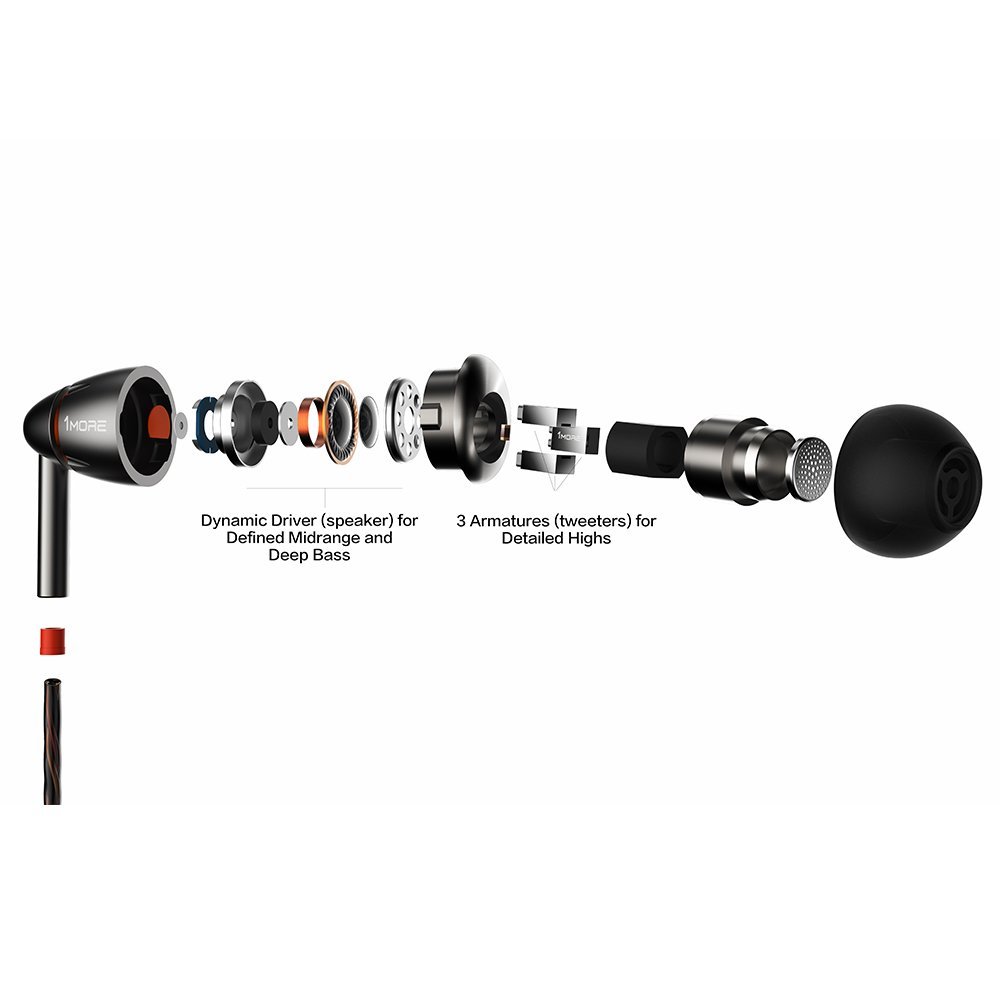 1MORE
1MORE
Dynamic Driver (speaker) for
Defined Midrange and
Deep Bass
3 Armatures (tweeters) for
Detailed Highs